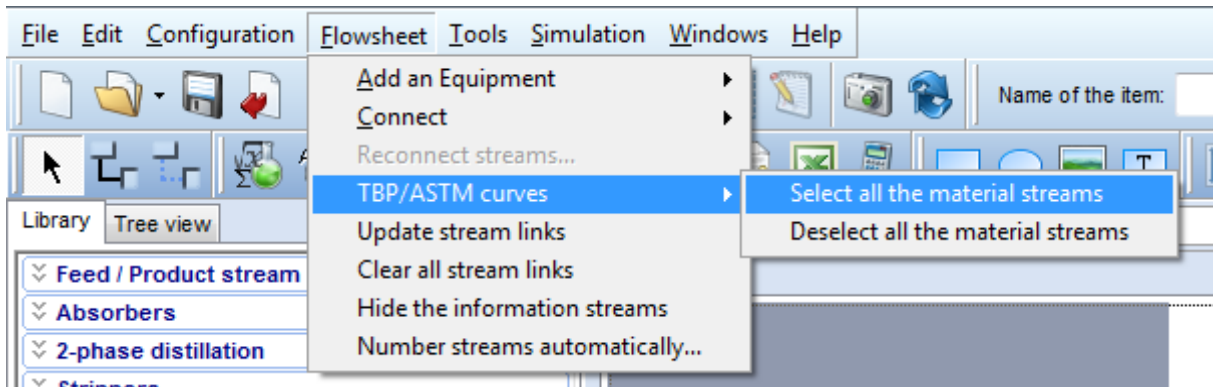 File Edit Configuration Flowsheet Tools Simulation Windows Help
Name of the item:
Add an Equipment
Connect
Reconnect streams...
TBP/ASTM curves
Select all the material streams
Deselect all the material streams
Update stream links
Clear all stream links
Hide the information streams
Number streams automatically...
Library Tree view
Feed / Product stream
Absorbers
2-phase distillation
Strippers